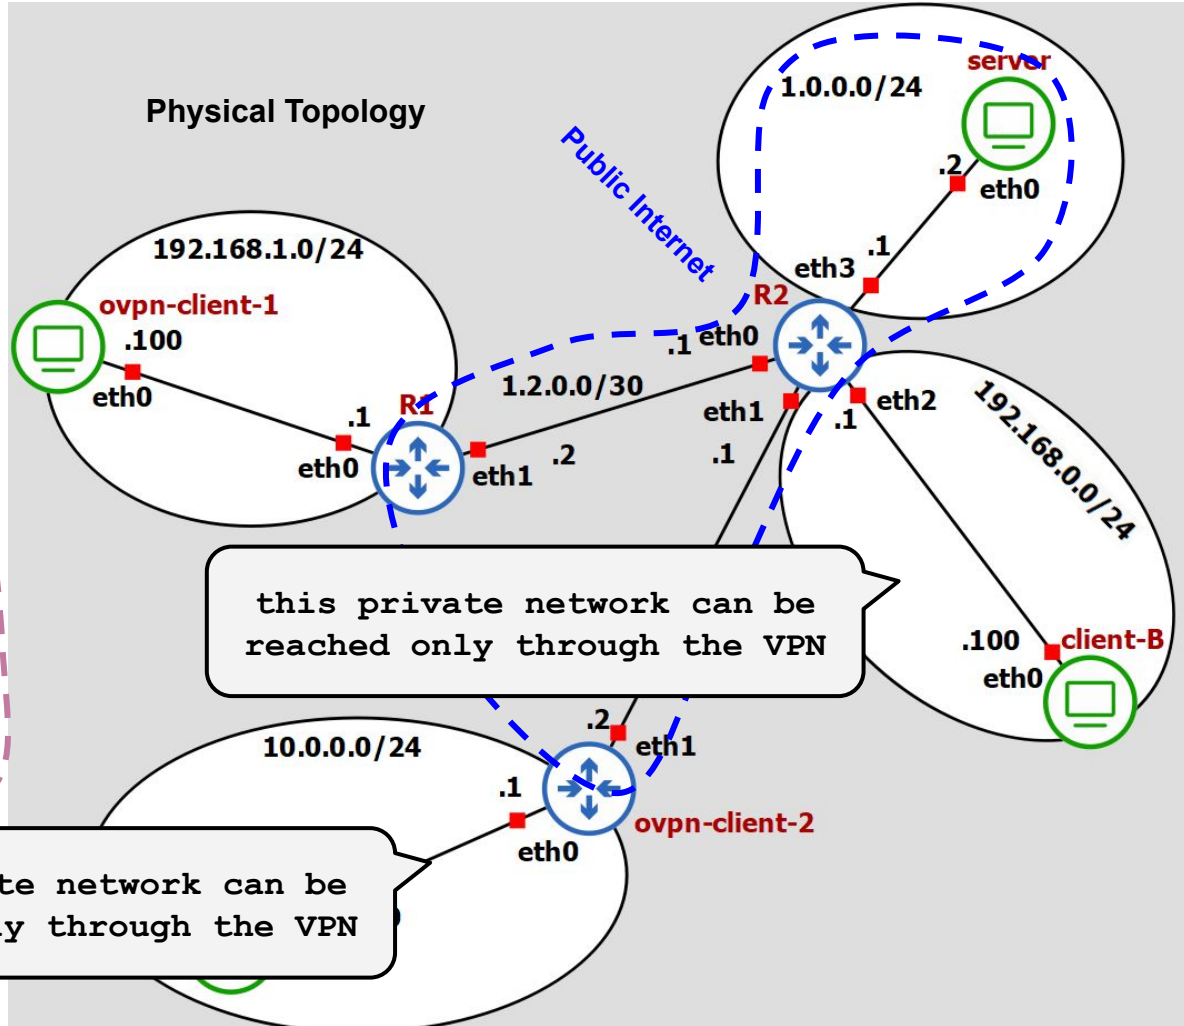 Physical Topology
Public Internet
1.0.0.0/24
server
.2
eth0
.1
eth3
R2
192.168.1.0/24
ovpn-client-1
.100
eth0
.1
eth0
R1
eth1
.2
1.2.0.0/30
.1
eth0
eth1
.1
eth2
.1
192.168.0.0/24
this private network can be
reached only through the VPN
.100
client-B
eth0
10.0.0.0/24
.2
eth1
.1
eth0
ovpn-client-2
network can be
through the VPN